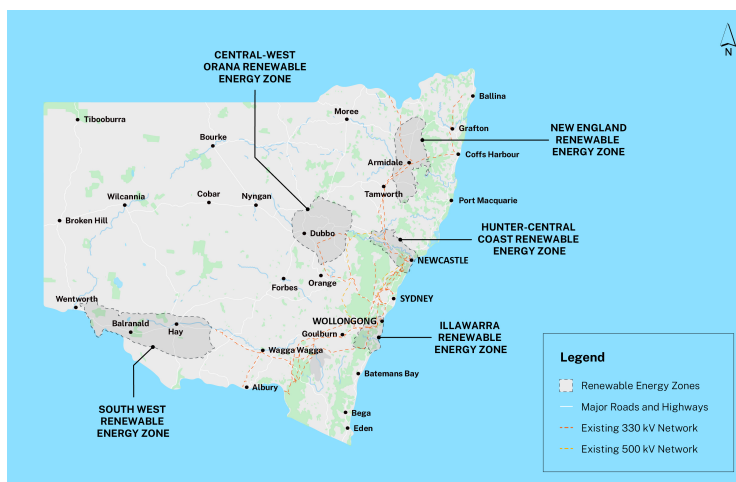 CENTRAL-WEST
ORANA RENEWABLE
ENERGY ZONE
N
Ballina
Moree
Tibooburra
Grafton
NEW ENGLAND
RENEWABLE
ENERGY ZONE
Bourke
Coffs Harbour
Armidale
Tamworth
Wilcannia
Cobar
Nyngan
Port Macquarie
Broken Hill
HUNTER-CENTRAL
COAST RENEWABLE
ENERGY ZONE
Dubbo
NEWCASTLE
Orange
Forbes
Wentworth
SYDNEY
WOLLONGONG
Balranald
Hay
Goulburn
ILLAWARRA
RENEWABLE
ENERGY ZONE
Wagga Wagga
Batemans Bay
Albury
SOUTH WEST
RENEWABLE
ENERGY ZONE
Bega
Eden
Legend
Renewable Energy Zones
Major Roads and Highways
Existing 330 kV Network
Existing 500 kV Network